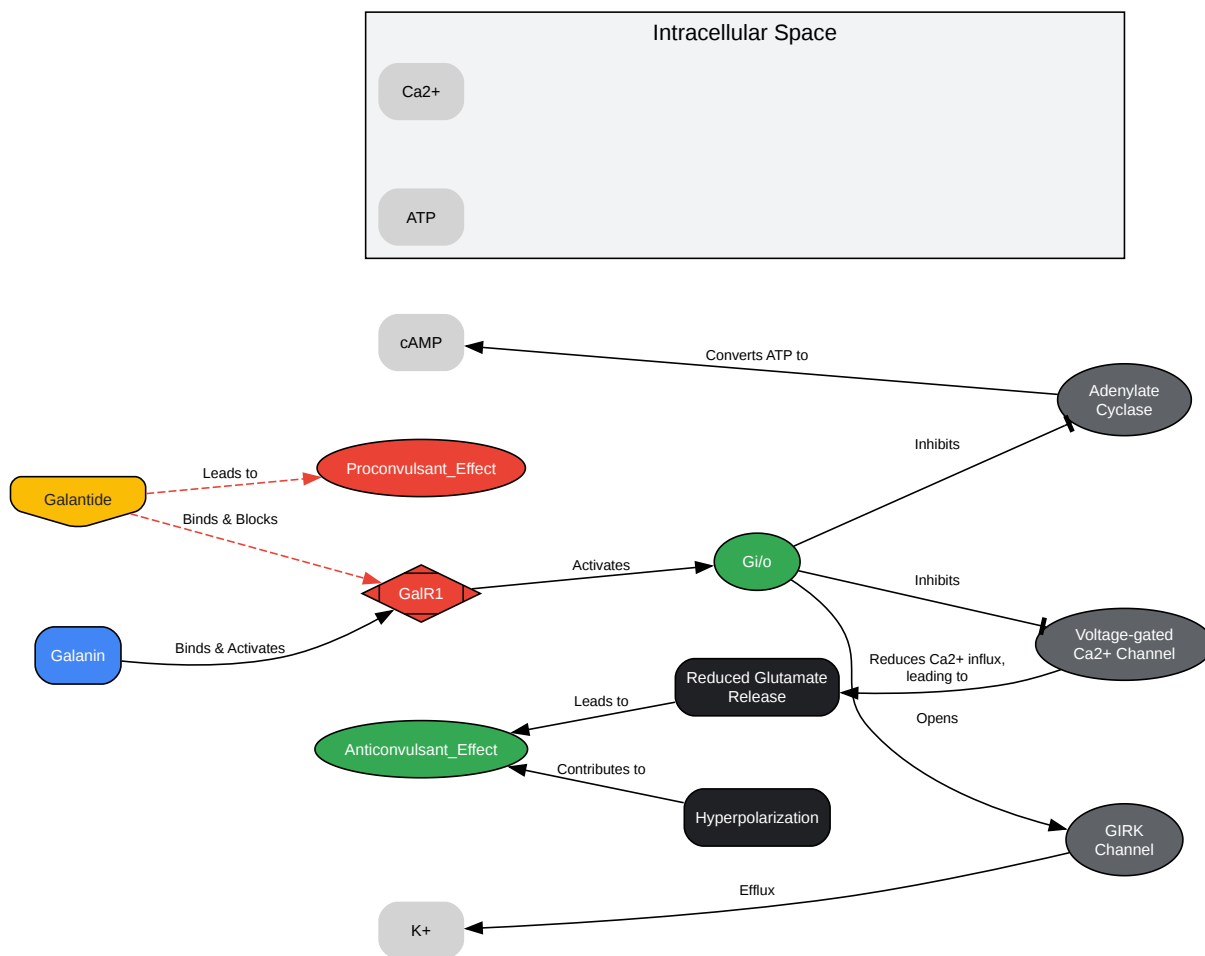 Intracellular Space
Ca2+
ATP
cAMP
Converts ATP to
Adenylate
Cyclase
Inhibits
Proconvulsant_Effect
Leads to
Galantide
Binds & Blocks
GalR1
Activates
Gi/o
Inhibits
Voltage-gated
Ca2+ Channel
Galanin
Binds & Activates
Reduces Ca2+ influx,
leading to
Reduced Glutamate
Release
Leads to
Opens
Anticonvulsant_Effect
Contributes to
Hyperpolarization
GIRK
Channel
Efflux
K+